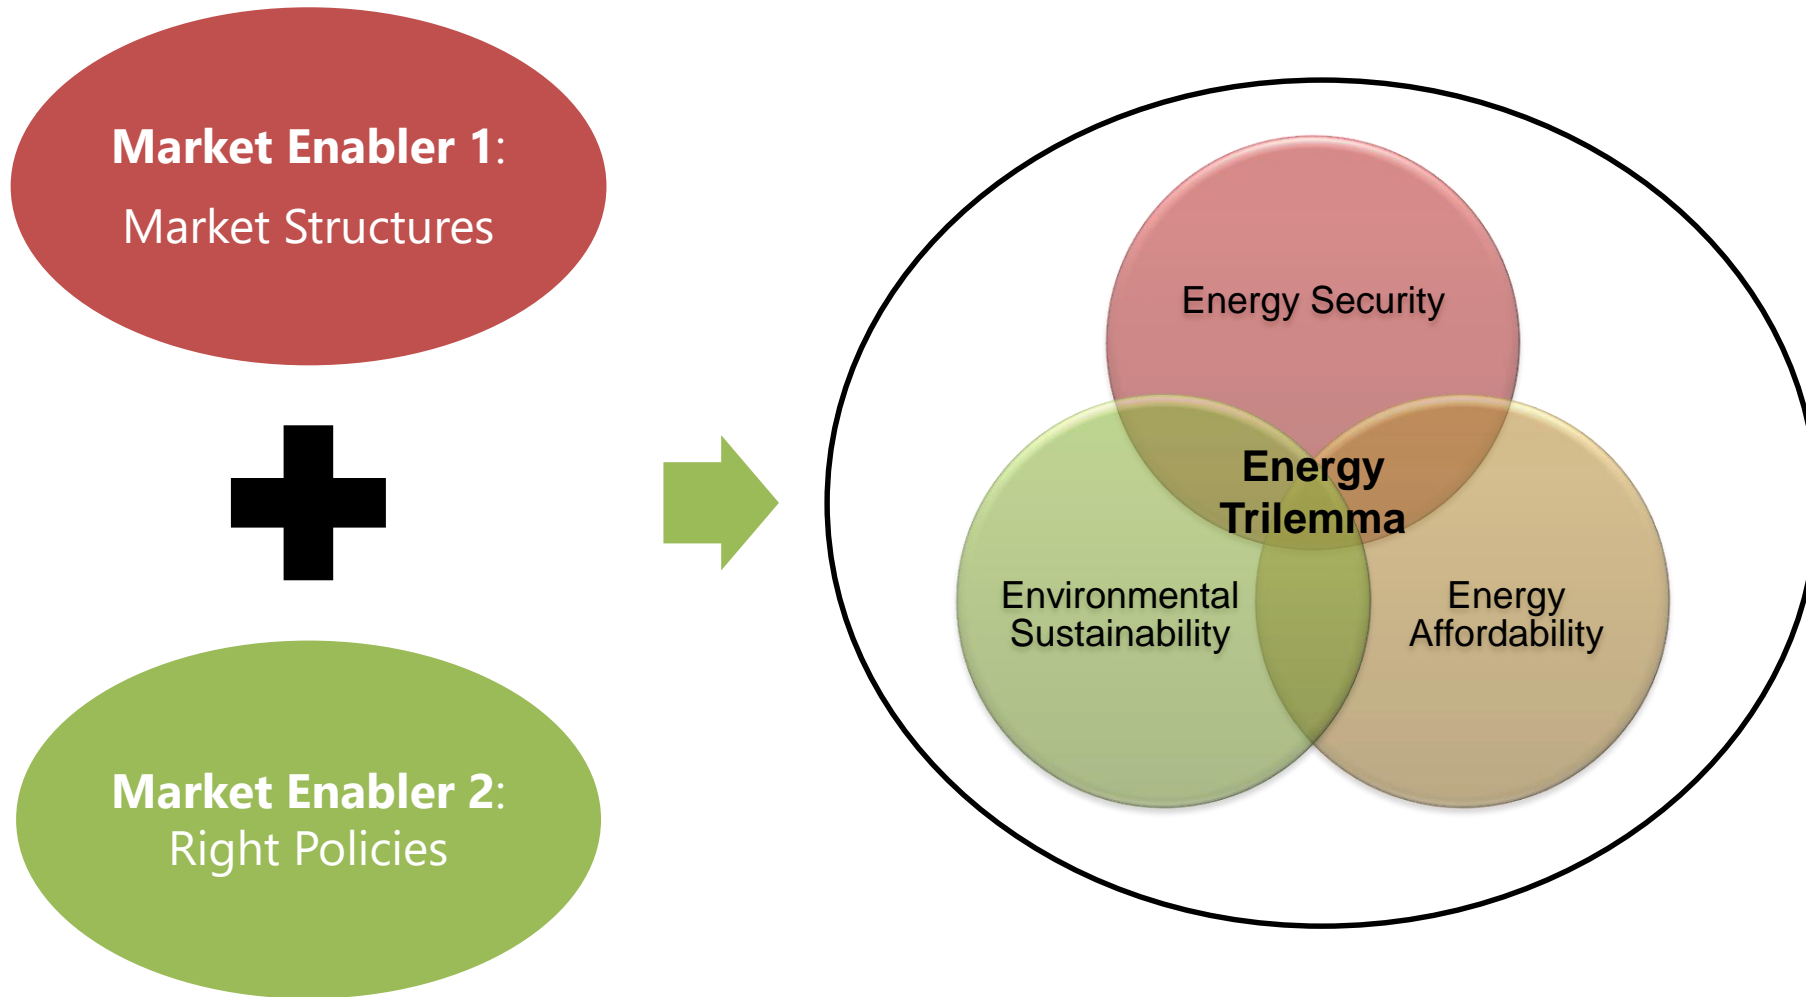 Market Enabler 1:
Market Structures
Market Enabler 2:
Right Policies
Energy Security
Energy
Trilemma
Environmental
Sustainability
Energy
Affordability